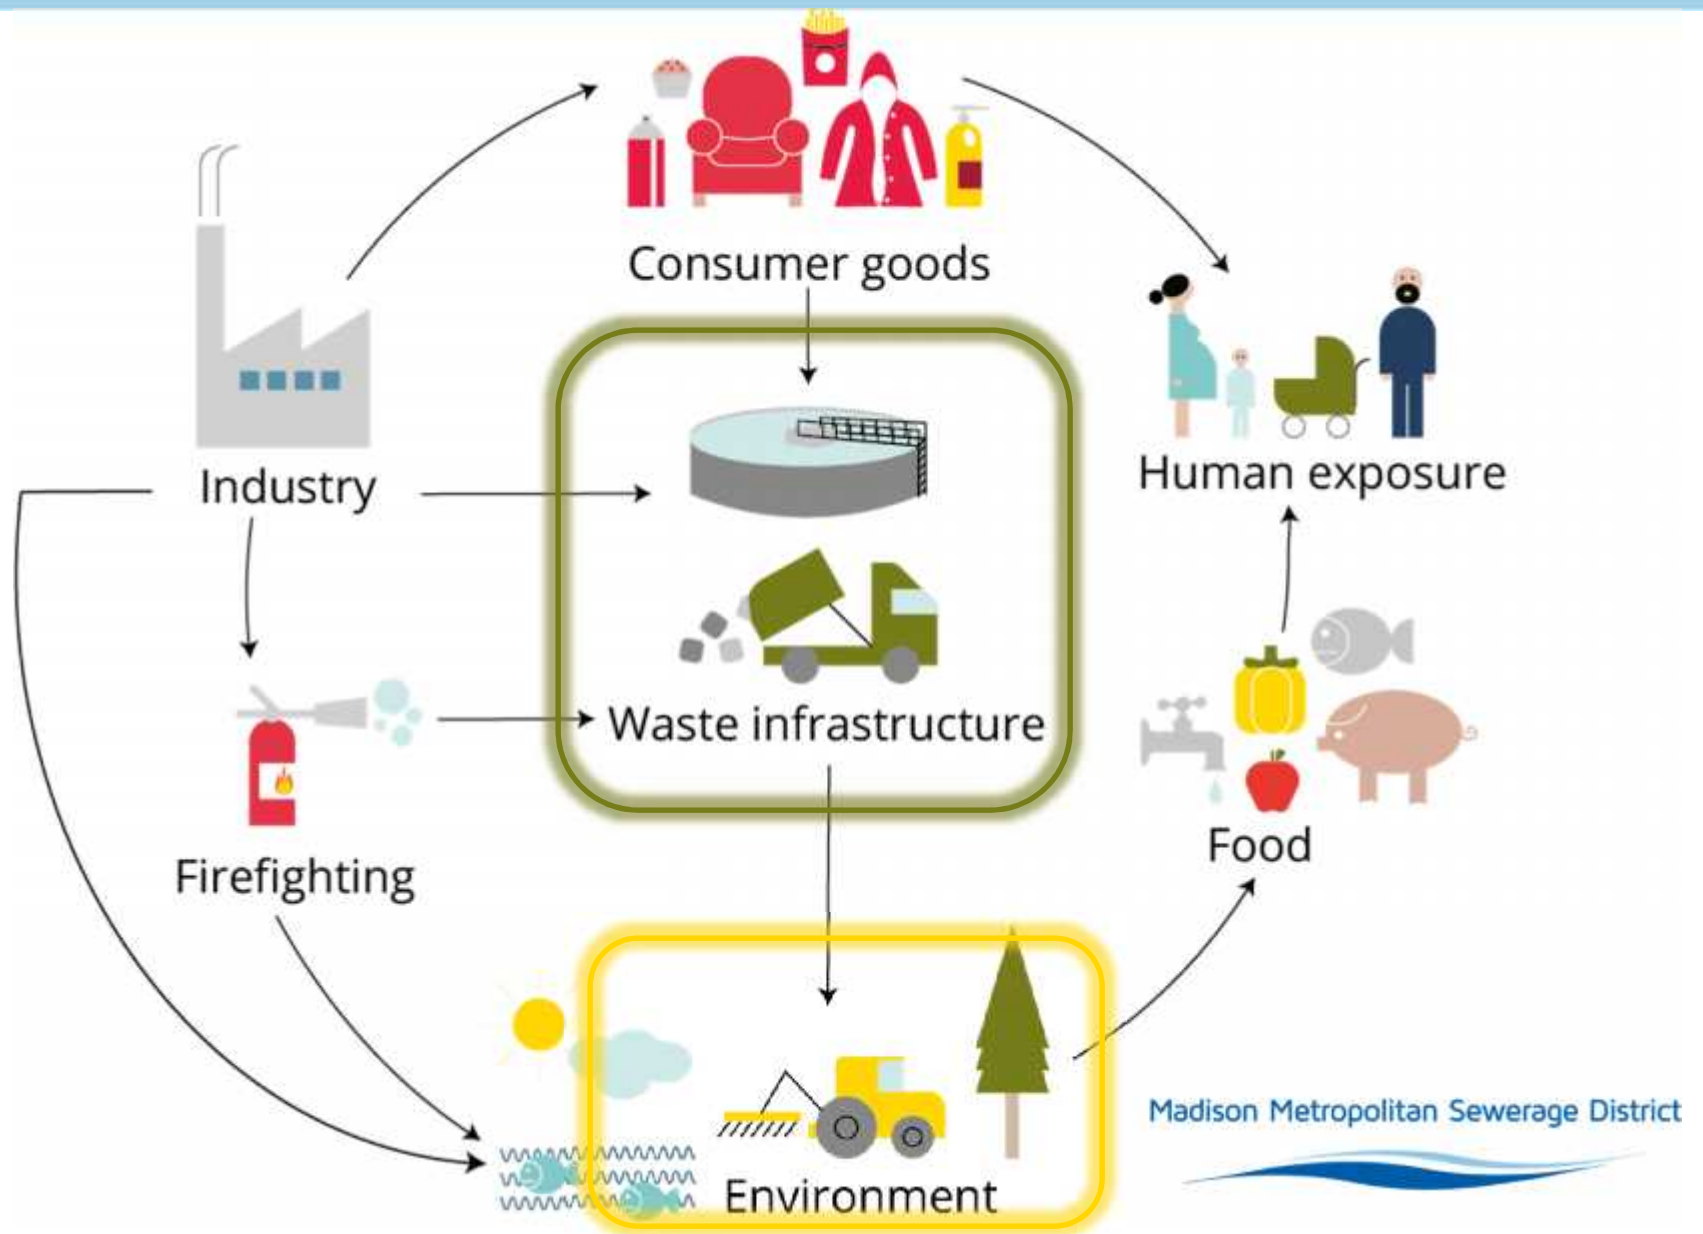 Consumer goods
Industry
Human exposure
Waste infrastructure
Food
Firefighting
Madison Metropolitan Sewerage District
Environment